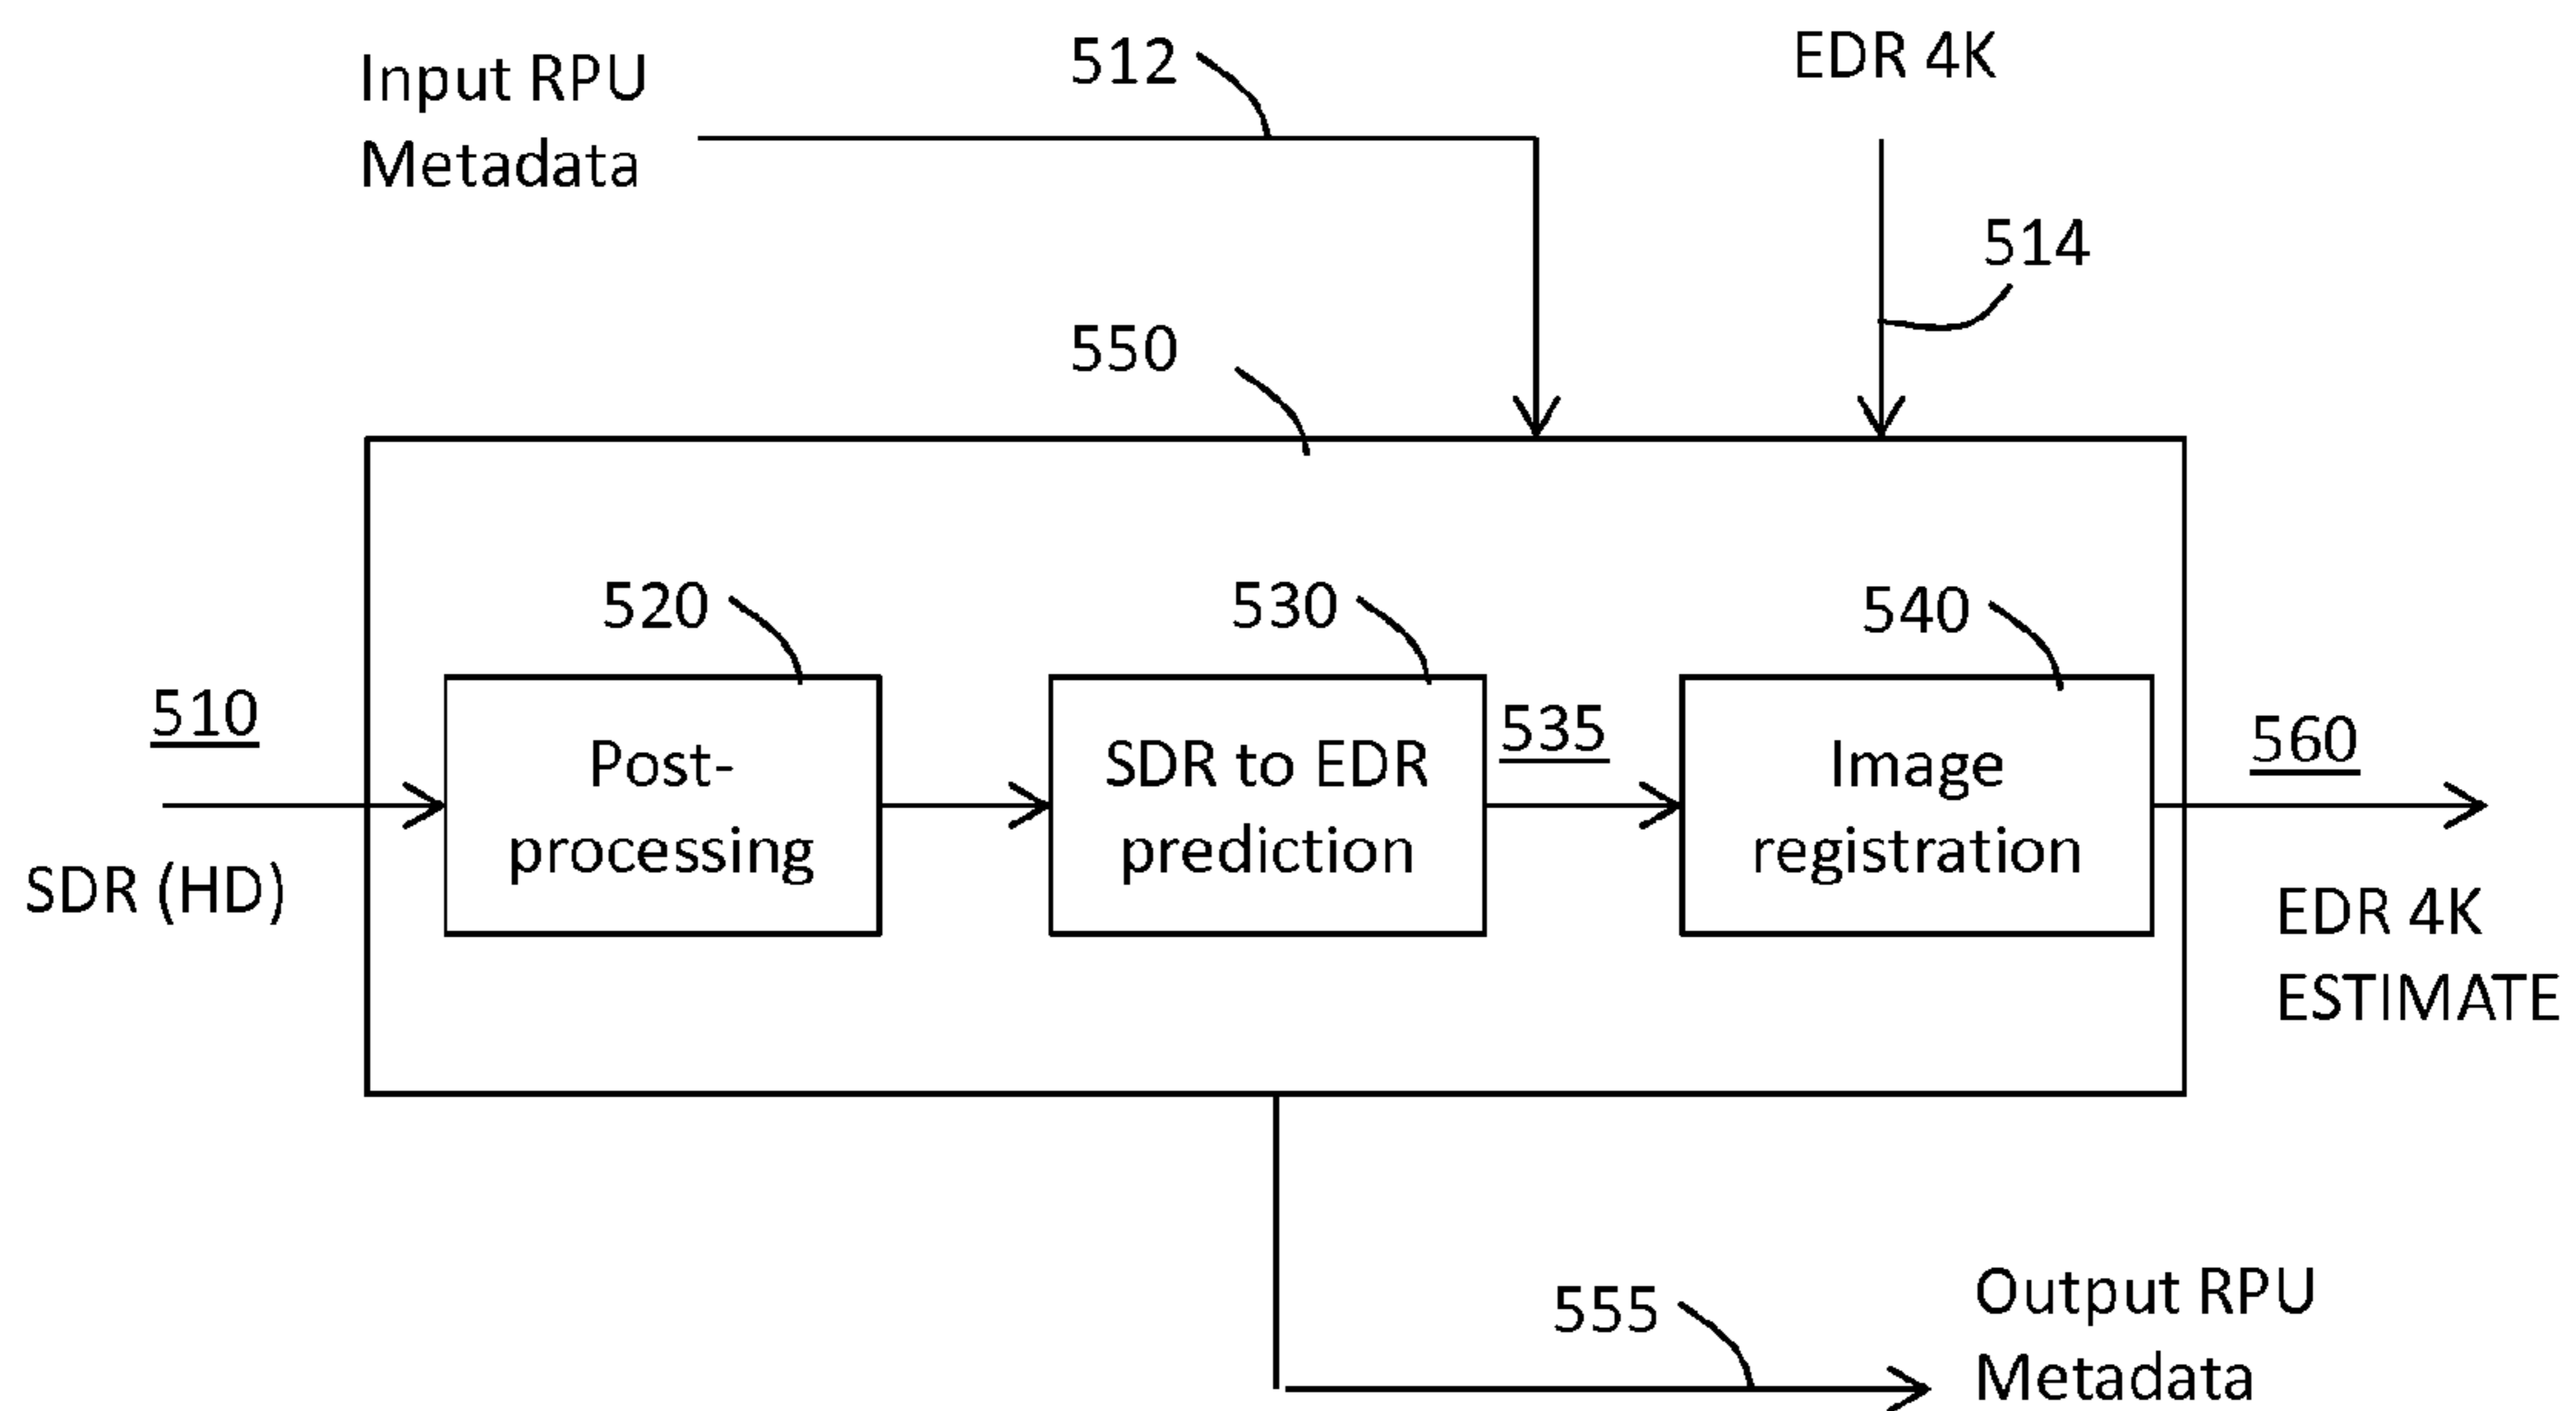 Input RPU
Metadata
512
EDR 4K
514
550
520
530
540
510
SDR (HD)
Post-
processing
SDR to EDR
prediction
535
Image
registration
560
EDR 4K
ESTIMATE
555
Output RPU
Metadata